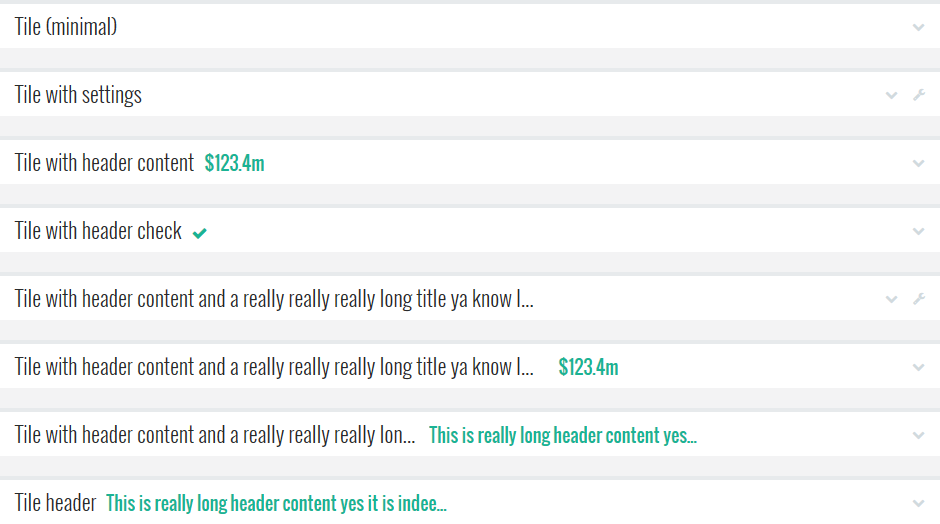 Tile (minimal)
Tile with settings
Tile with header content $123.4m
Tile with header check
Tile with header content and a really really really long title ya know l...
Tile with header content and a really really really long title ya know l... $123.4m
Tile with header content and a really really really lon... This is really long header content yes...
Tile header This is really long header content yes it is indee...